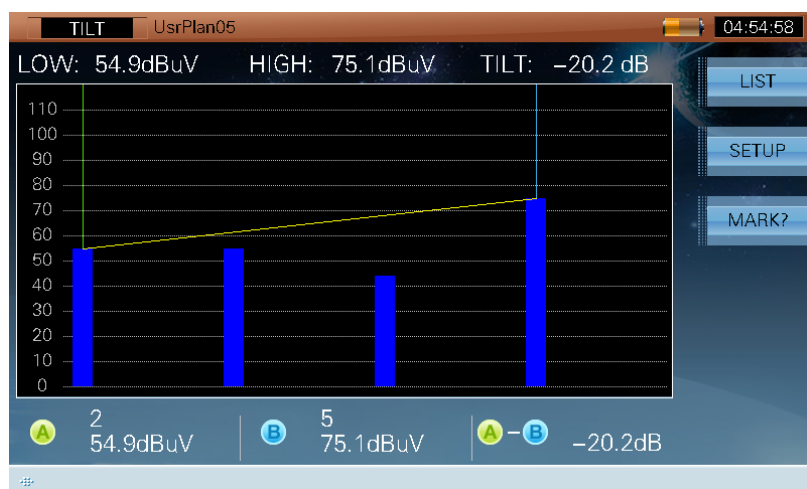 TILT UsrPlan05 04:54:58
LOW: 54.9dBuV HIGH: 75.1dBuV TILT: −20.2 dB
LIST
SETUP
MARK?
110
100
90
80
70
60
50
40
30
20
10
0
A 2 54.9dBuV
B 5 75.1dBuV
A – B −20.2dB